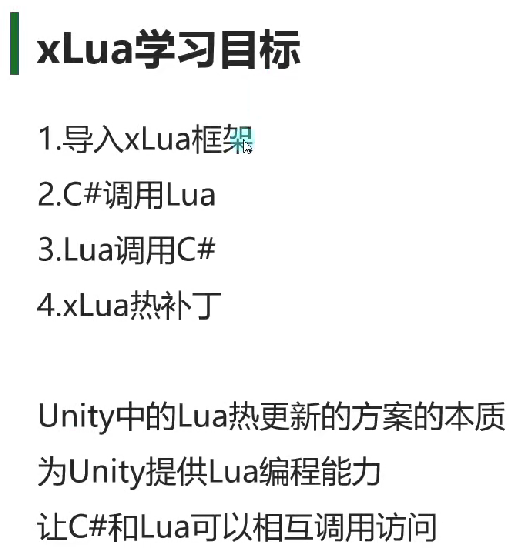 xLua学习目标
1.导入xLua框架
2.C#调用Lua
3.Lua调用C#
4.xLua热补丁
Unity中的Lua热更新的方案的本质
为Unity提供Lua编程能力
让C#和Lua可以相互调用访问